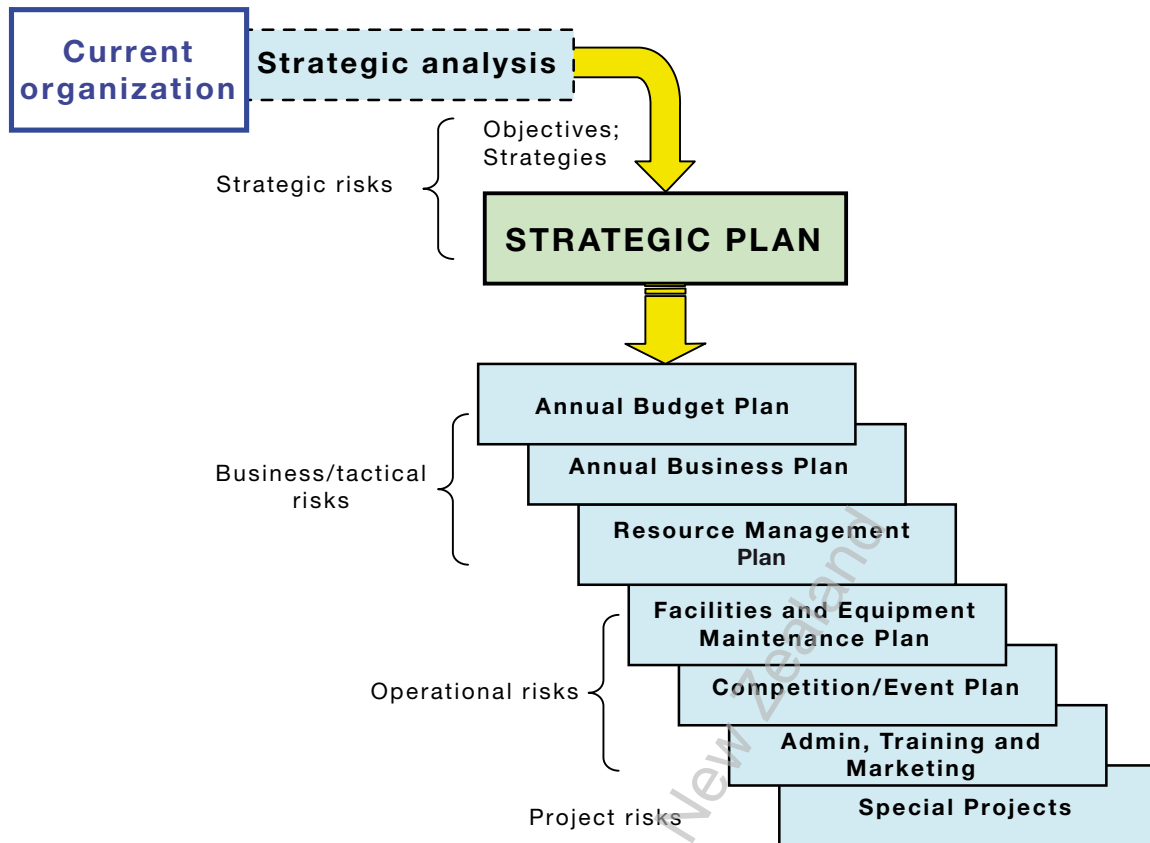 Current
organization
Strategic analysis
Objectives;
Strategies
Strategic risks
STRATEGIC PLAN
Annual Budget Plan
Annual Business Plan
Business/tactical
risks
Resource Management
Plan
Facilities and Equipment
Maintenance Plan
Operational risks
Competition/Event Plan
Admin, Training and
Marketing
Special Projects
Project risks
New Zealand